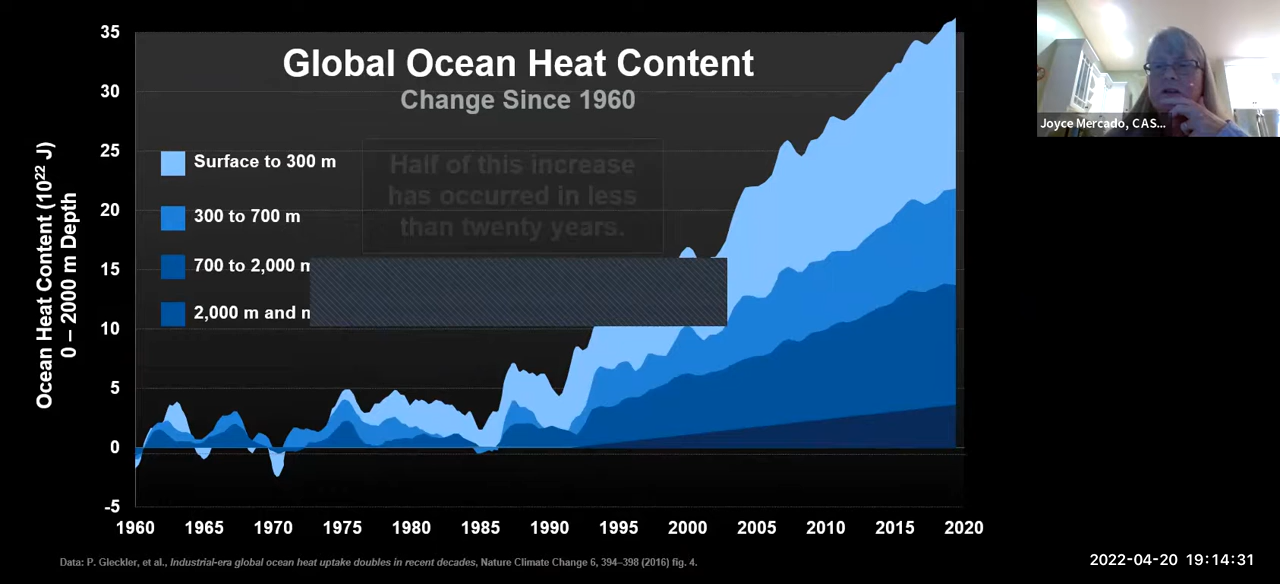 Global Ocean Heat Content
Change Since 1960
35
30
25
20
15
10
5
0
-5
Ocean Heat Content (10²² J)
0 – 2000 m Depth
Surface to 300 m
300 to 700 m
700 to 2,000 m
2,000 m and
Half of this increase
has occurred in less
than twenty years.
1960 1965 1970 1975 1980 1985 1990 1995 2000 2005 2010 2015 2020
Data: P. Gleckler, et al., Industrial-era global ocean heat uptake doubles in recent decades, Nature Climate Change 6, 394–398 (2016) fig. 4.
Joyce Mercado, CAS...
2022-04-20 19:14:31